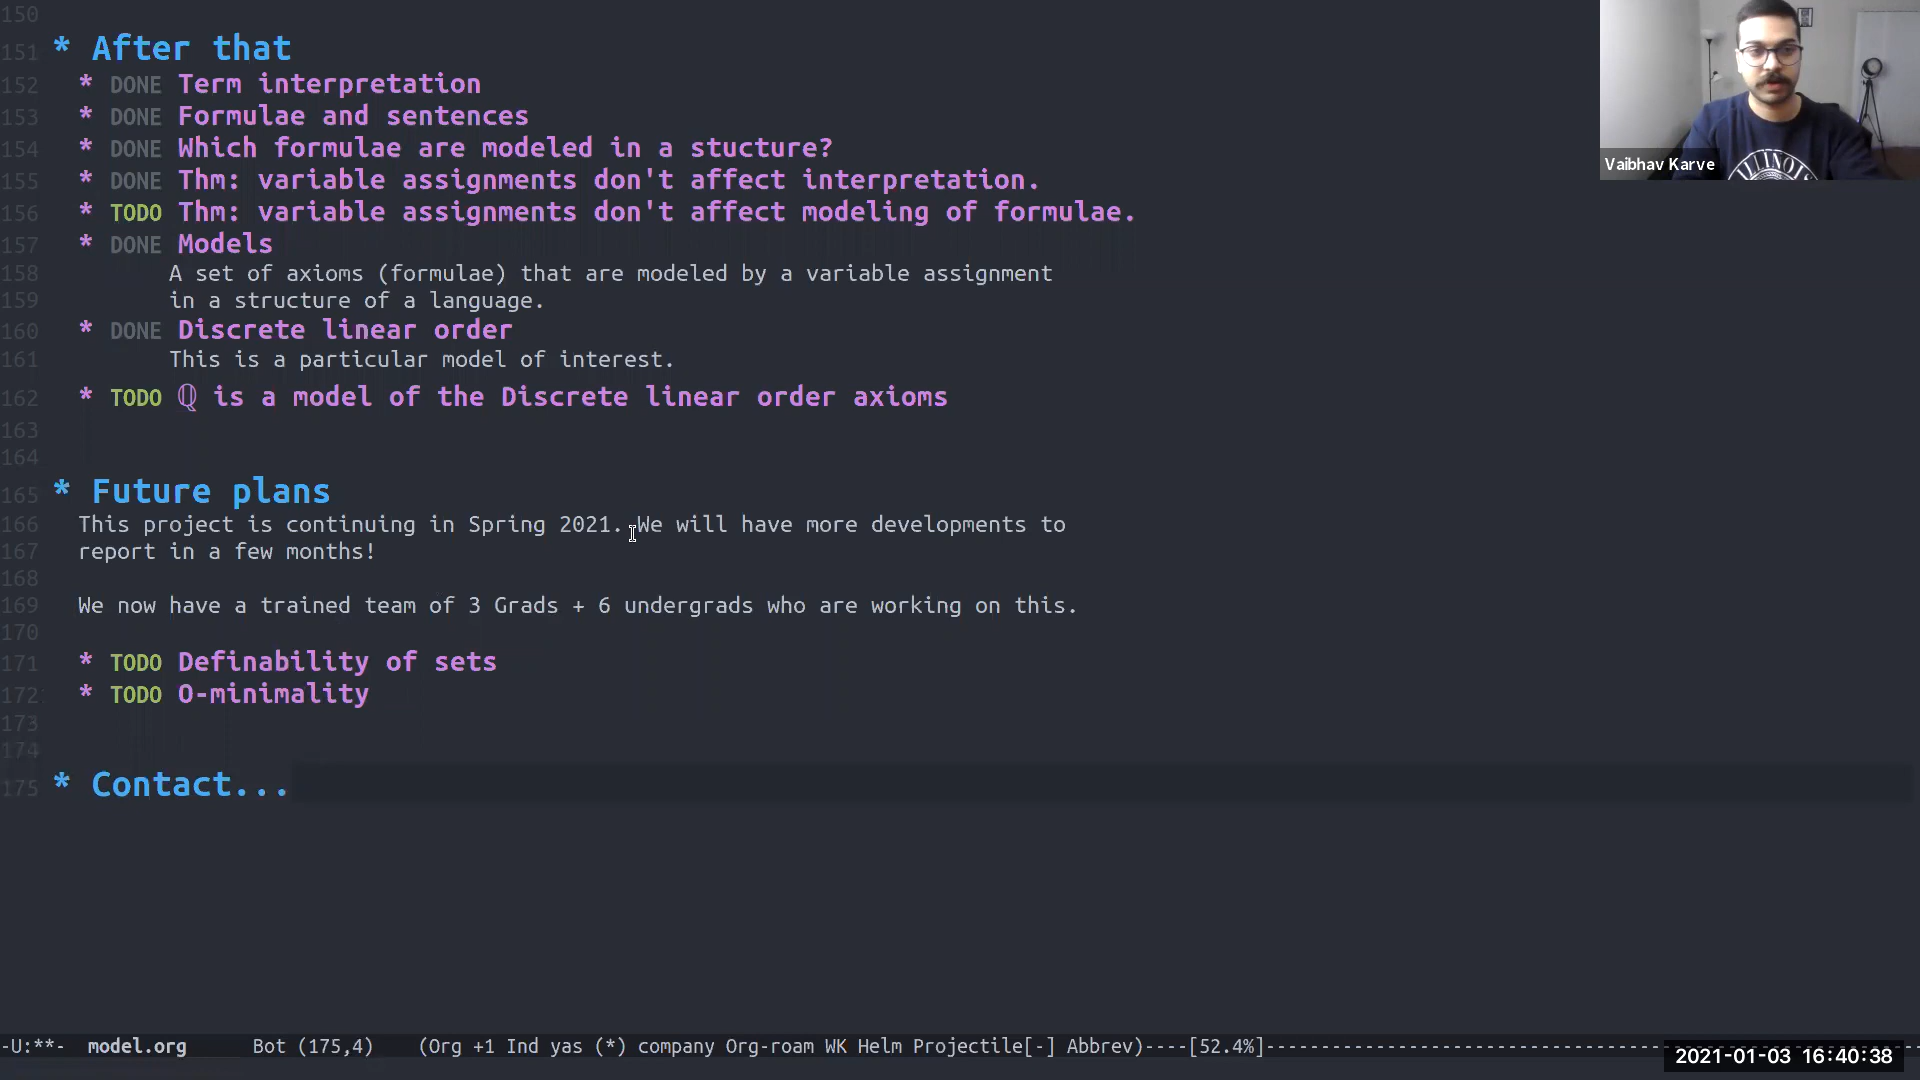 150
151 * After that
152 * DONE Term interpretation
153 * DONE Formulae and sentences
154 * DONE Which formulae are modeled in a stucture?
155 * DONE Thm: variable assignments don't affect interpretation.
156 * TODO Thm: variable assignments don't affect modeling of formulae.
157 * DONE Models
158 A set of axioms (formulae) that are modeled by a variable assignment
159 in a structure of a language.
160 * DONE Discrete linear order
161 This is a particular model of interest.
162 * TODO ℚ is a model of the Discrete linear order axioms
163
164
165 * Future plans
166 This project is continuing in Spring 2021. We will have more developments to
167 report in a few months!
168
169 We now have a trained team of 3 Grads + 6 undergrads who are working on this.
170
171 * TODO Definability of sets
172 * TODO O-minimality
173
174
175 * Contact...
-U:**- model.org Bot (175,4) (Org +1 Ind yas (*) company Org-roam WK Helm Projectile[-] Abbrev)----[52.4%]--------------------------------------------------
2021-01-03 16:40:38
Vaibhav Karve
ILLINOIS